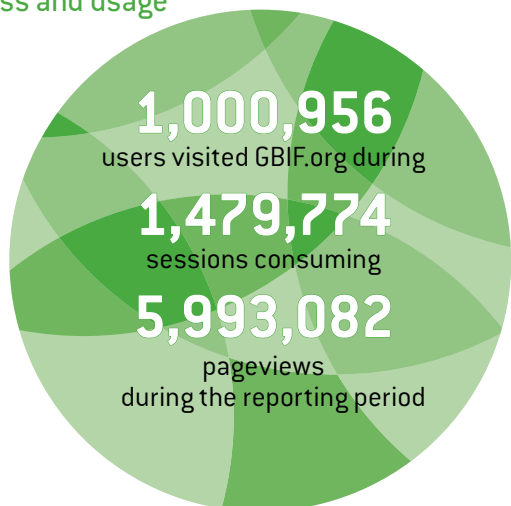 ss and usage
1,000,956
users visited GBIF.org during
1,479,774
sessions consuming
5,993,082
pageviews
during the reporting period